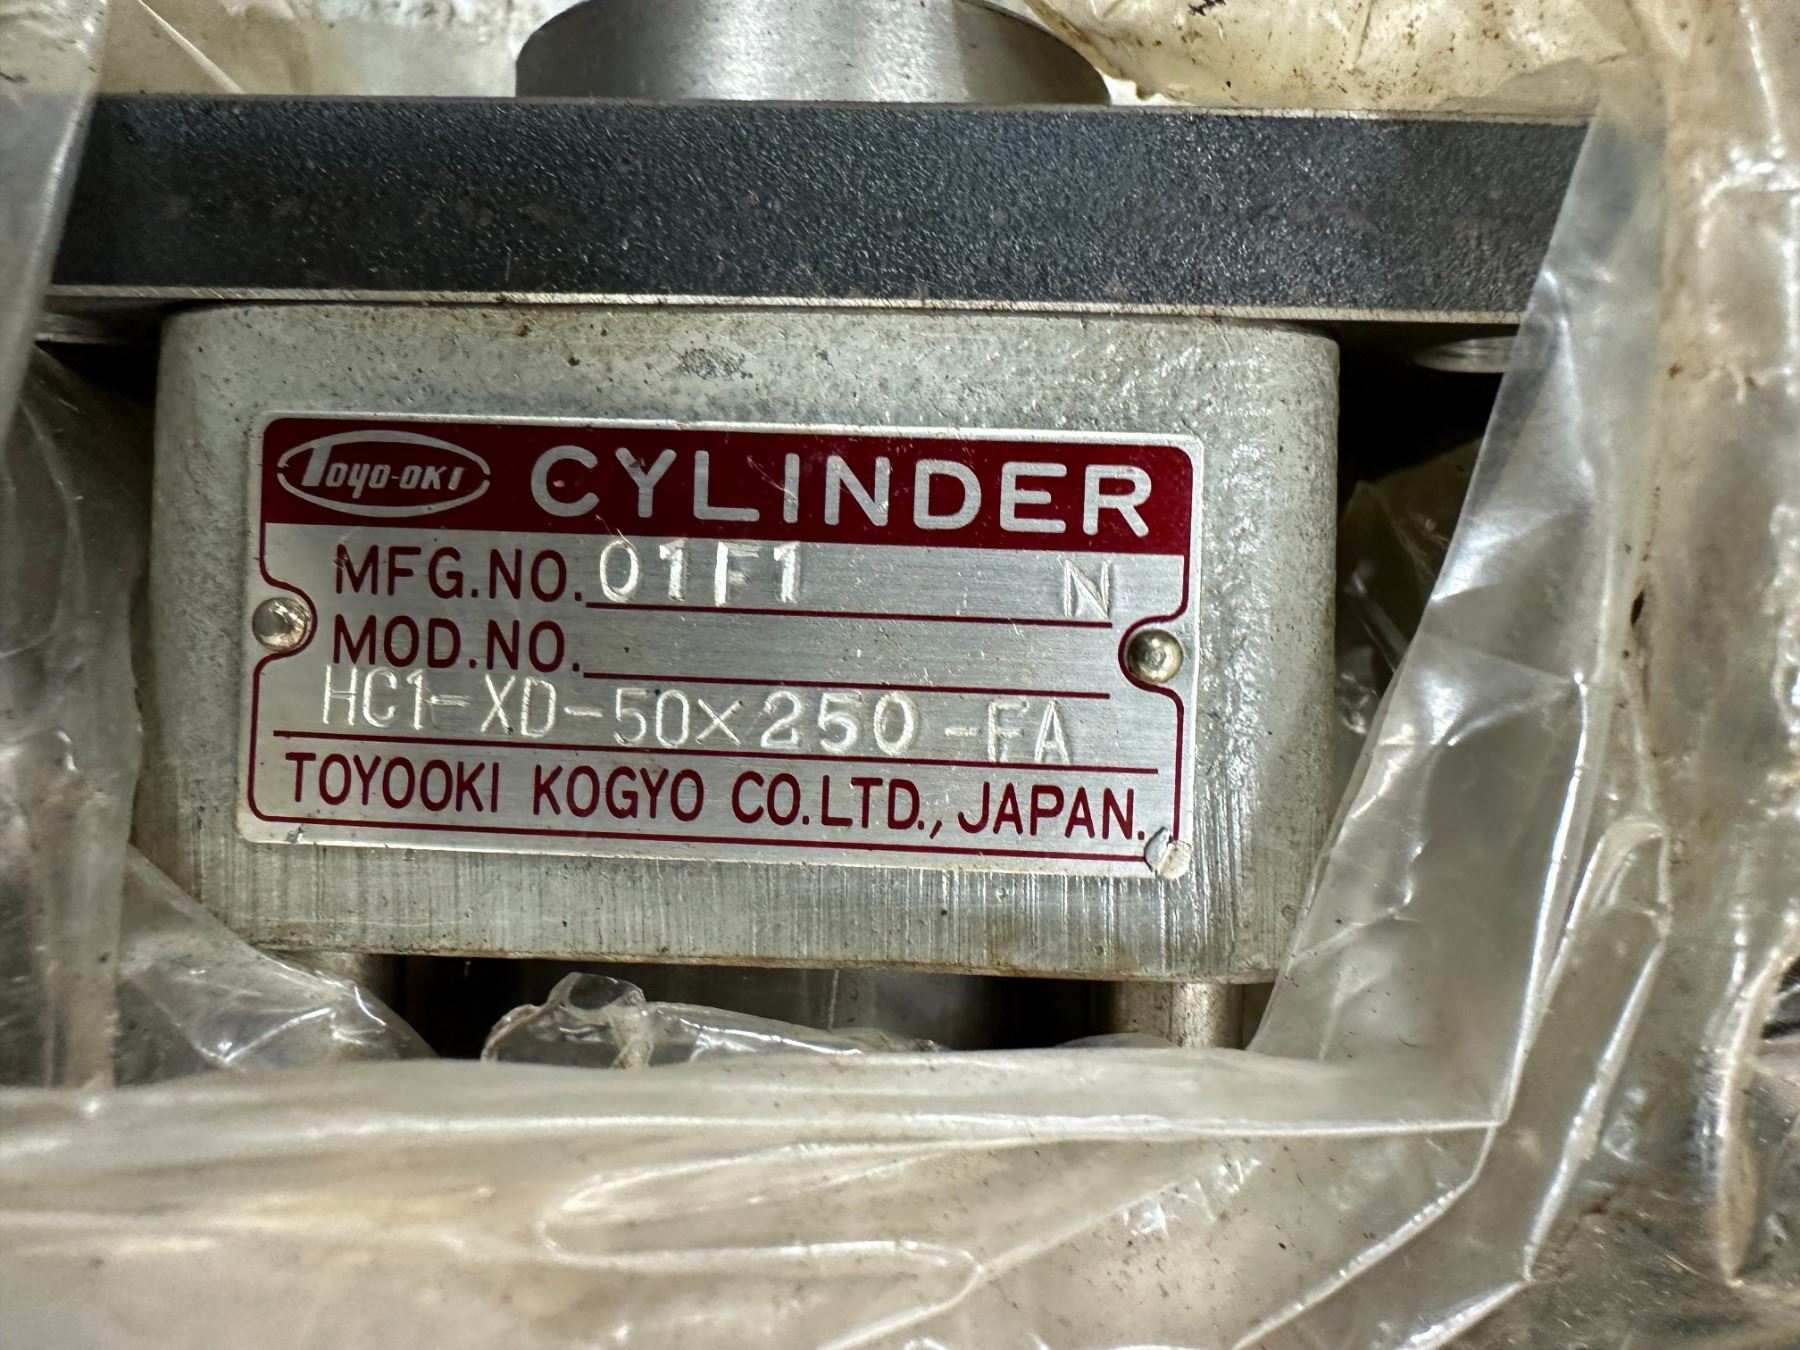 TOYO-OKI CYLINDER
MFG.NO. 01F1 N
MOD.NO.
HC1-XD-50×250-FA
TOYOOKI KOGYO CO.LTD., JAPAN.